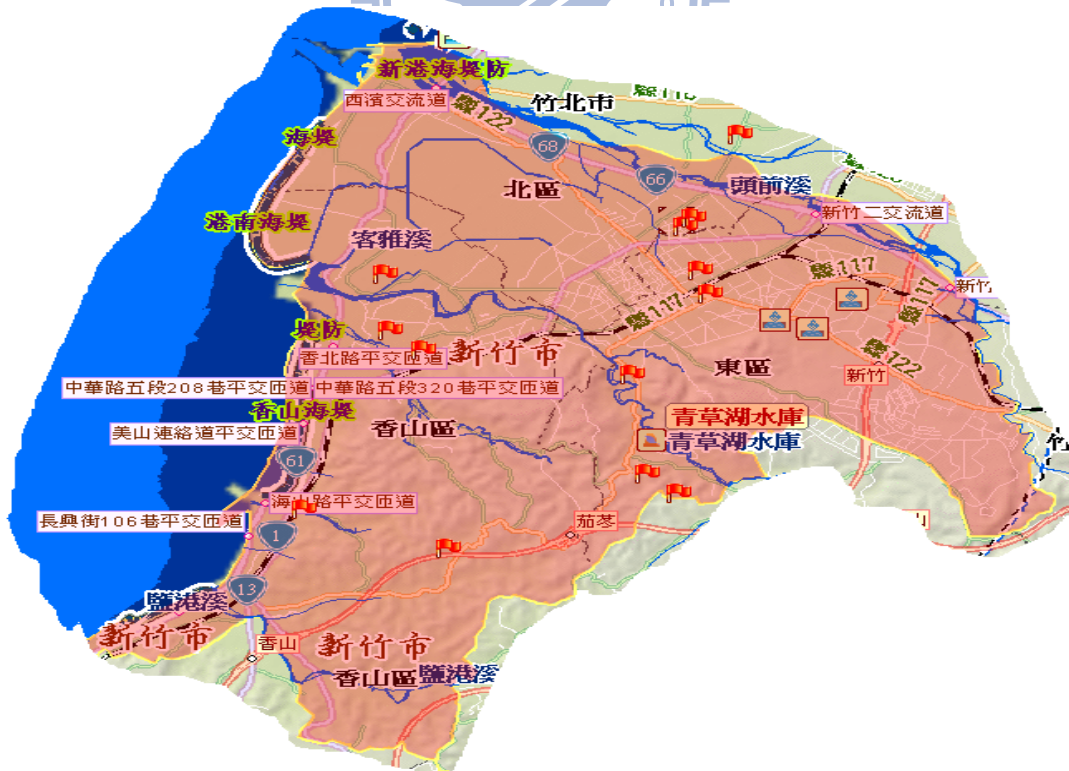 新港海堤防
西濱交流道
縣122
竹北市
縣118
海堤
68
66
北區
頭前溪
新竹二交流道
港南海堤
客雅溪
縣117
縣117
縣117
新竹
堤防
香北路平交匝道
新竹市
東區
縣122
新竹
中華路五段208巷平交匝道
中華路五段320巷平交匝道
香山海堤
香山區
青草湖水庫
青草湖水庫
美山連絡道平交匝道
竹
61
海山路平交匝道
長興街106巷平交匝道
茄苳
山
1
13
鹽港溪
新竹市
香山
新竹市
香山區
鹽港溪